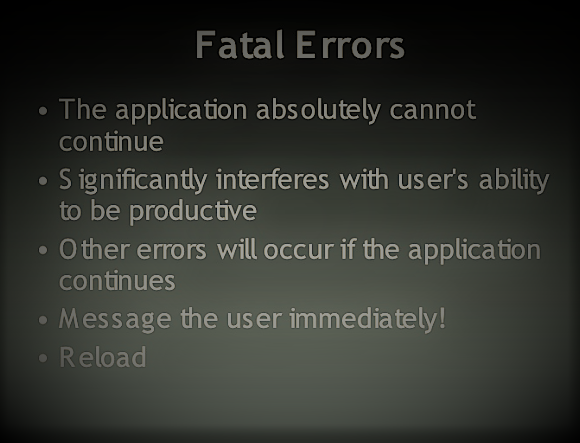 Fatal Errors
• The application absolutely cannot
continue
• Significantly interferes with user's ability
to be productive
• Other errors will occur if the application
continues
• Message the user immediately!
• Reload